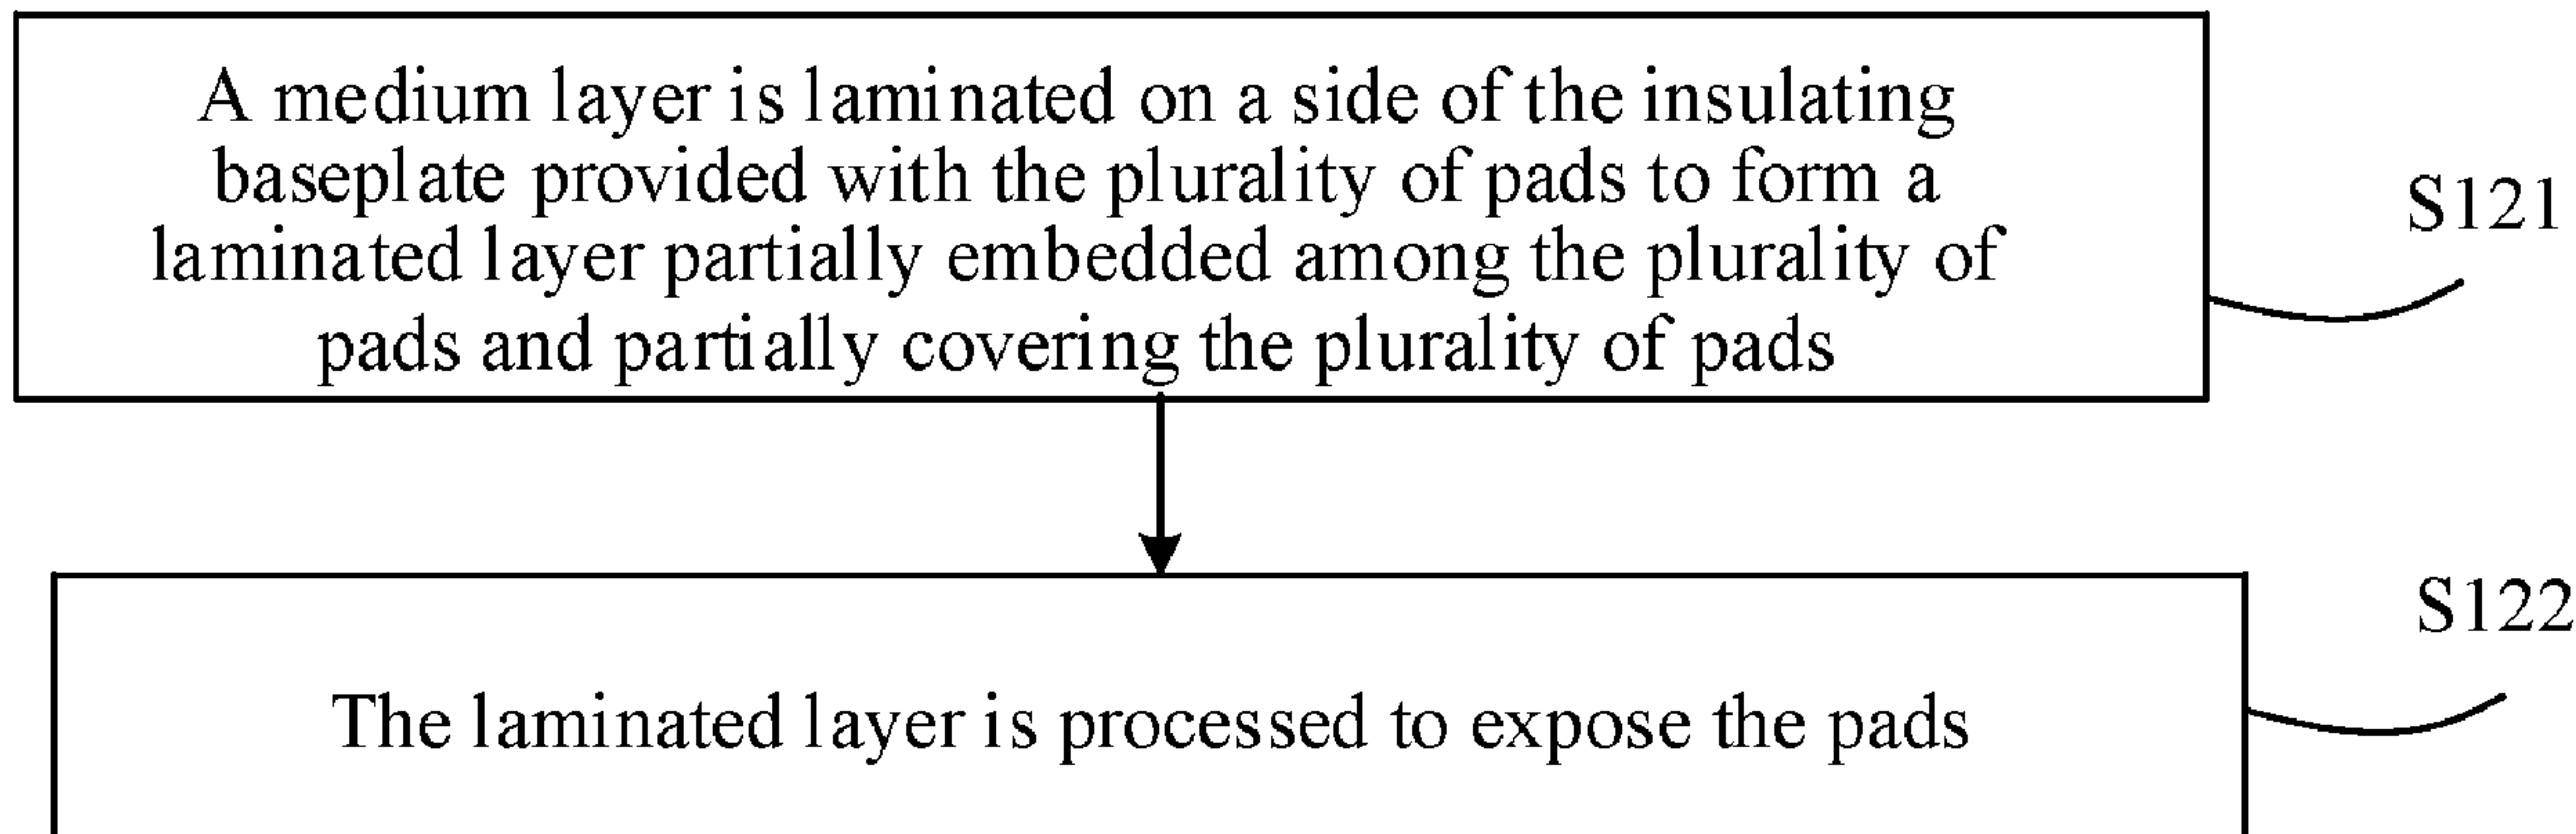 A medium layer is laminated on a side of the insulating
baseplate provided with the plurality of pads to form a
laminated layer partially embedded among the plurality of
pads and partially covering the plurality of pads
S121
The laminated layer is processed to expose the pads
S122